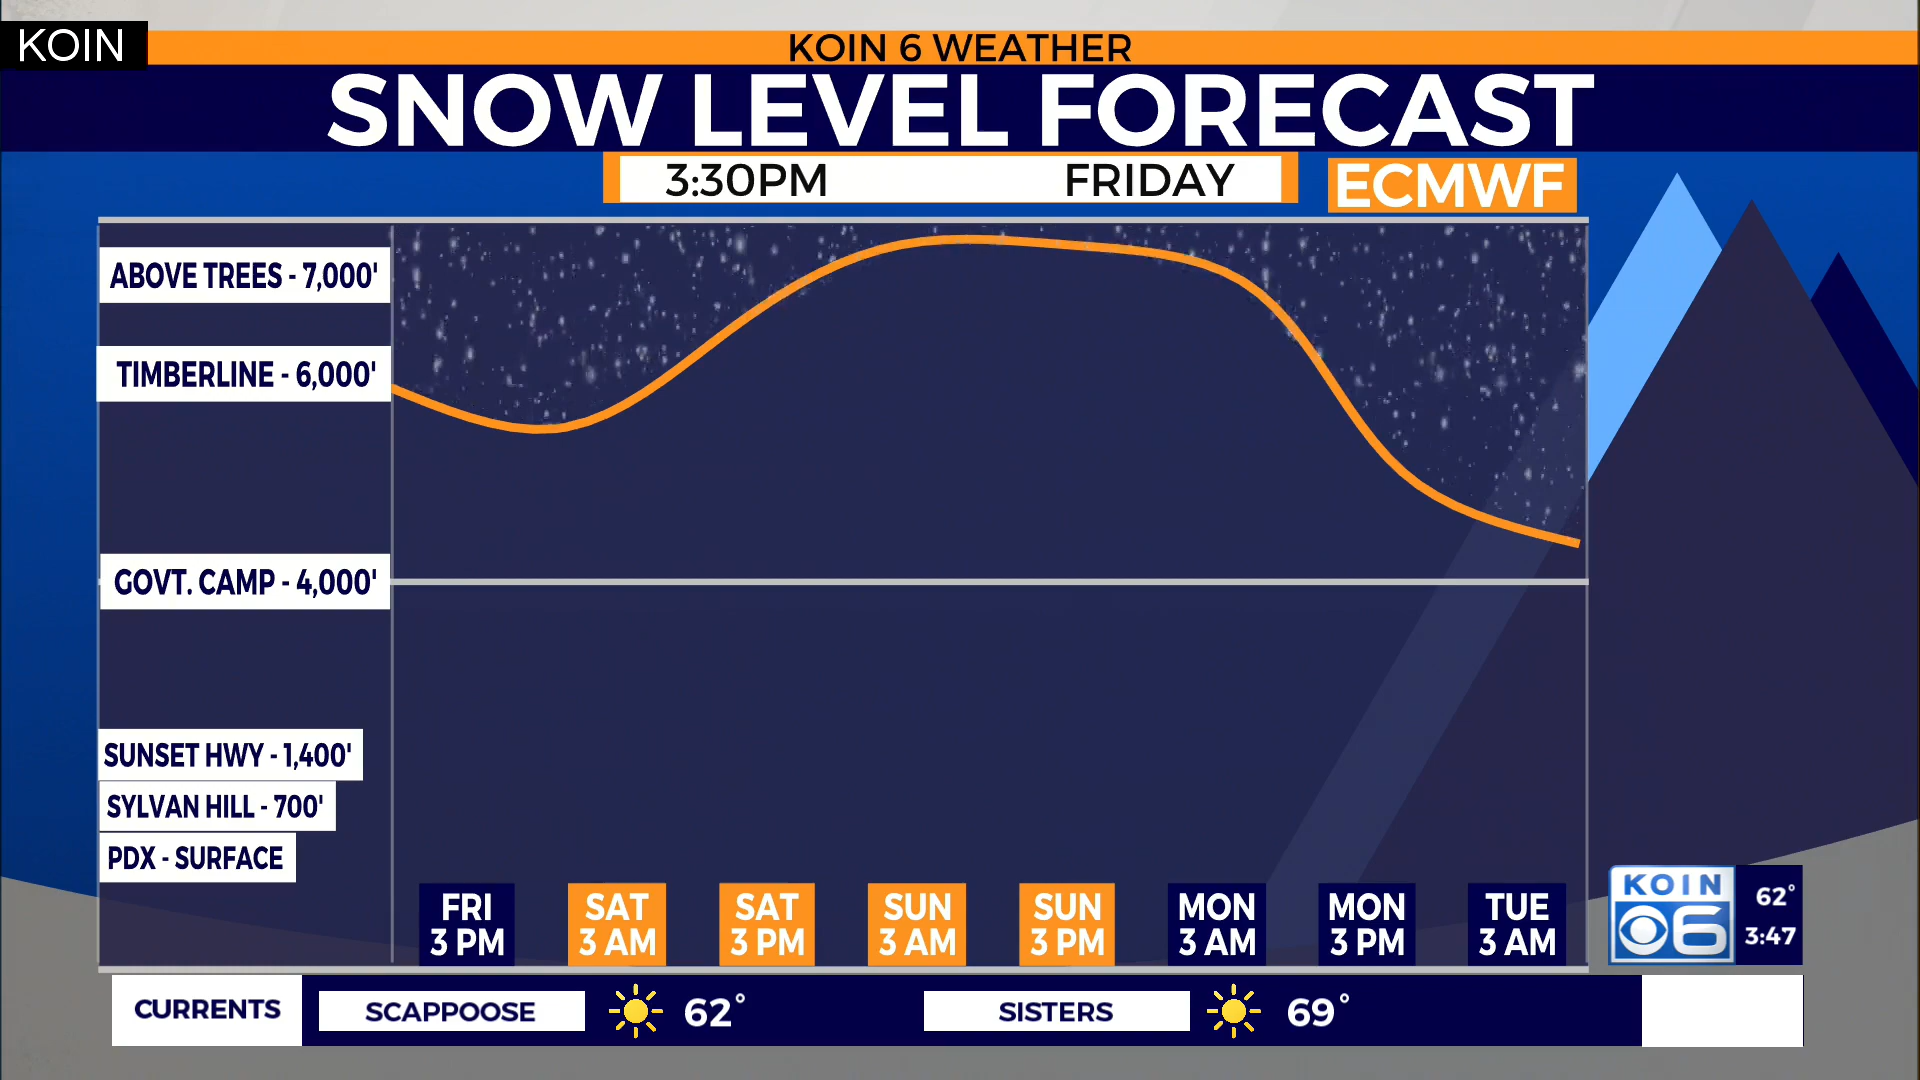 KOIN
KOIN 6 WEATHER
SNOW LEVEL FORECAST
3:30PM FRIDAY ECMWF
ABOVE TREES - 7,000'
TIMBERLINE - 6,000'
GOVT. CAMP - 4,000'
SUNSET HWY - 1,400'
SYLVAN HILL - 700'
PDX - SURFACE
FRI SAT SAT SUN SUN MON MON TUE
3 PM 3 AM 3 PM 3 AM 3 PM 3 AM 3 PM 3 AM
KOIN 62°
6 3:47
CURRENTS SCAPPOOSE 62° SISTERS 69°